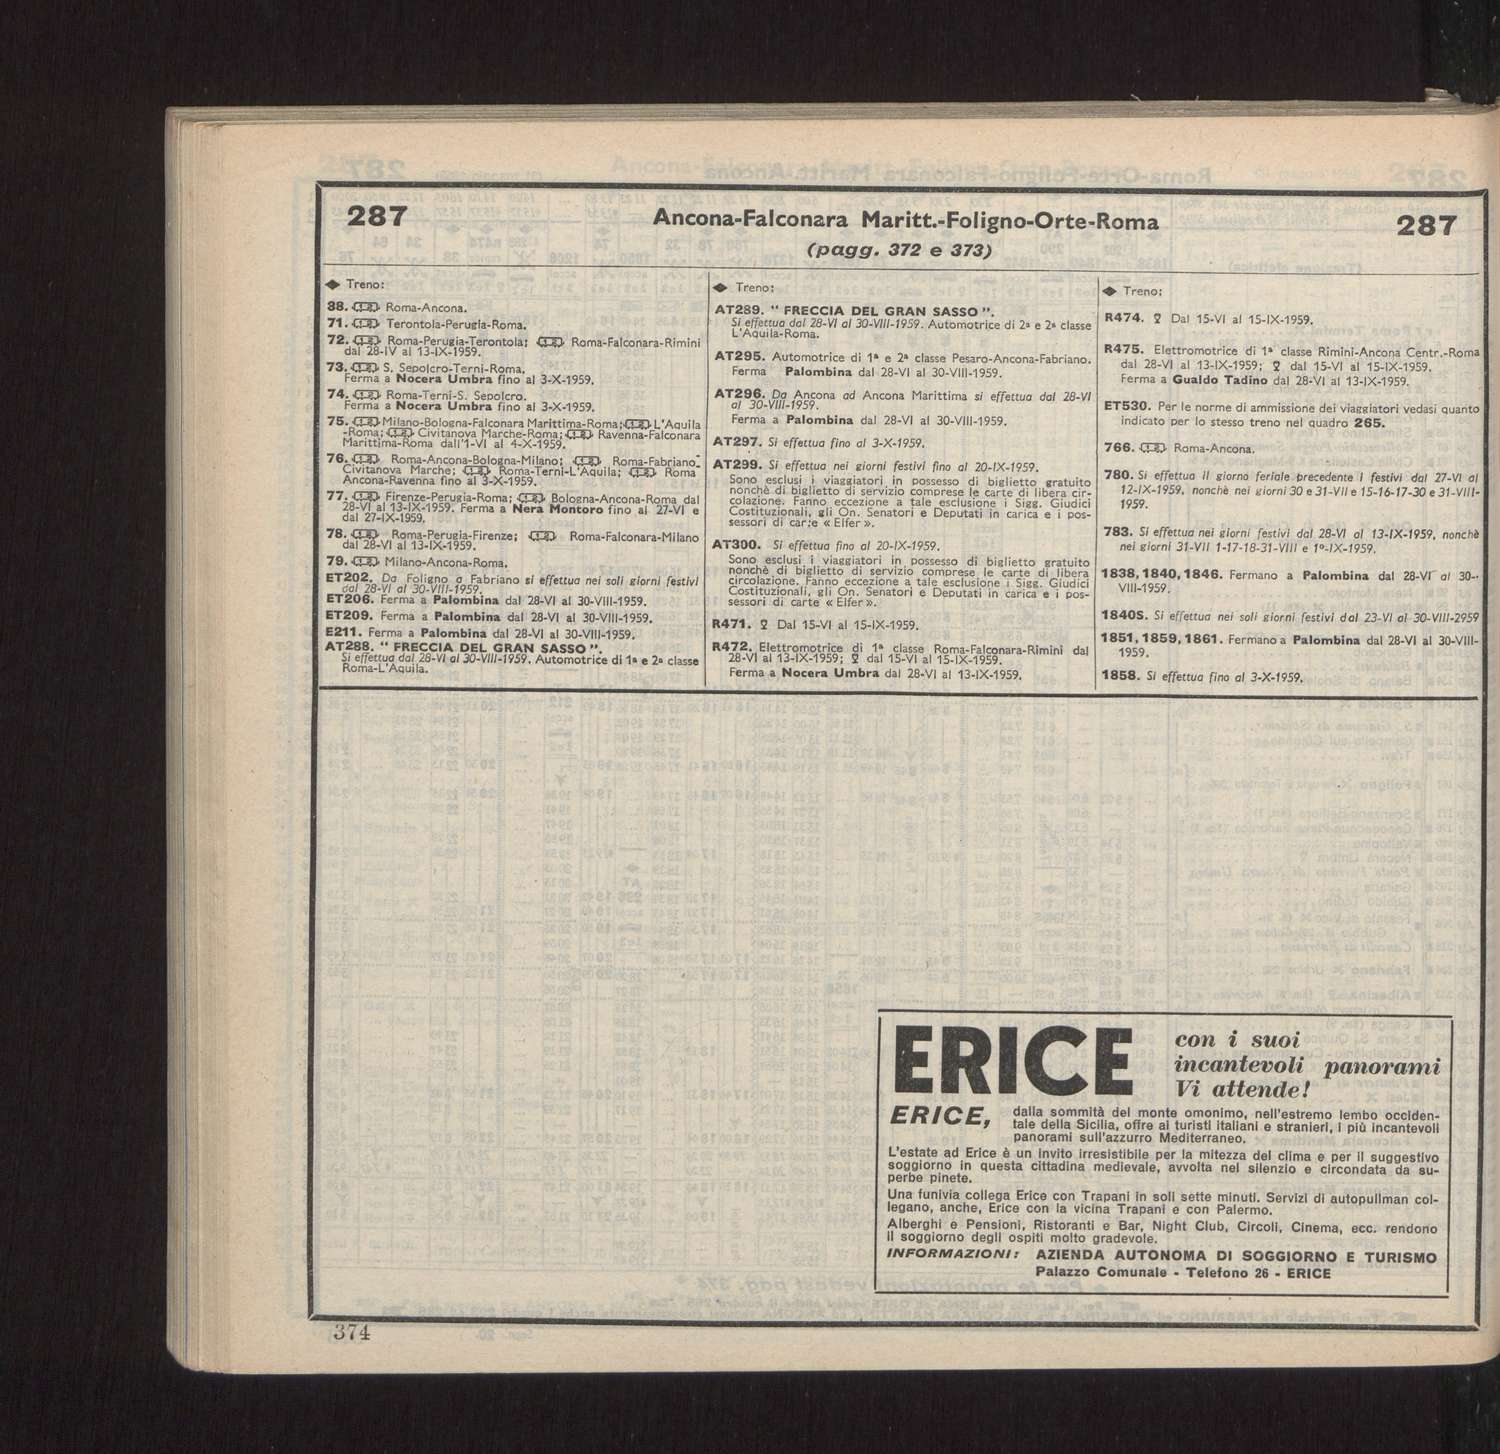 287 Ancona-Falconara Maritt.-Foligno-Orte-Roma 287
(pagg. 372 e 373)
◆ Treno:
38. Roma-Ancona.
71. Terontola-Perugia-Roma.
72. Roma-Perugia-Terontola; Roma-Falconara-Rimini
dal 28-IV al 13-IX-1959.
73. S. Sepolcro-Terni-Roma.
Ferma a Nocera Umbra fino al 3-X-1959.
74. Roma-Terni-S. Sepolcro.
Ferma a Nocera Umbra fino al 3-X-1959.
75. Milano-Bologna-Falconara Marittima-Roma; L'Aquila
-Roma; Civitanova Marche-Roma; Ravenna-Falconara
Marittima-Roma dall'1-VI al 4-X-1959.
76. Roma-Ancona-Bologna-Milano; Roma-Fabriano-
Civitanova Marche; Roma-Terni-L'Aquila; Roma
Ancona-Ravenna fino al 3-X-1959.
77. Firenze-Perugia-Roma; Bologna-Ancona-Roma dal
28-VI al 13-IX-1959. Ferma a Nera Montoro fino al 27-VI e
dal 27-IX-1959.
78. Roma-Perugia-Firenze; Roma-Falconara-Milano
dal 28-VI al 13-IX-1959.
79. Milano-Ancona-Roma.
ET202. Da Foligno a Fabriano si effettua nei soli giorni festivi
dal 28-VI al 30-VIII-1959.
ET206. Ferma a Palombina dal 28-VI al 30-VIII-1959.
ET209. Ferma a Palombina dal 28-VI al 30-VIII-1959.
E211. Ferma a Palombina dal 28-VI al 30-VIII-1959.
AT288. " FRECCIA DEL GRAN SASSO ".
Si effettua dal 28-VI al 30-VIII-1959. Automotrice di 1ª e 2ª classe
Roma-L'Aquila.
◆ Treno:
AT289. " FRECCIA DEL GRAN SASSO ".
Si effettua dal 28-VI al 30-VIII-1959. Automotrice di 2ª e 2ª classe
L'Aquila-Roma.
AT295. Automotrice di 1ª e 2ª classe Pesaro-Ancona-Fabriano.
Ferma Palombina dal 28-VI al 30-VIII-1959.
AT296. Da Ancona ad Ancona Marittima si effettua dal 28-VI
al 30-VIII-1959.
Ferma a Palombina dal 28-VI al 30-VIII-1959.
AT297. Si effettua fino al 3-X-1959.
AT299. Si effettua nei giorni festivi fino al 20-IX-1959.
Sono esclusi i viaggiatori in possesso di biglietto gratuito
nonchè di biglietto di servizio comprese le carte di libera cir-
colazione. Fanno eccezione a tale esclusione i Sigg. Giudici
Costituzionali, gli On. Senatori e Deputati in carica e i pos-
sessori di carte « Elfer ».
AT300. Si effettua fino al 20-IX-1959.
Sono esclusi i viaggiatori in possesso di biglietto gratuito
nonchè di biglietto di servizio comprese le carte di libera
circolazione. Fanno eccezione a tale esclusione i Sigg. Giudici
Costituzionali, gli On. Senatori e Deputati in carica e i pos-
sessori di carte « Elfer ».
R471. Dal 15-VI al 15-IX-1959.
R472. Elettromotrice di 1ª classe Roma-Falconara-Rimini dal
28-VI al 13-IX-1959; dal 15-VI al 15-IX-1959.
Ferma a Nocera Umbra dal 28-VI al 13-IX-1959.
◆ Treno:
R474. Dal 15-VI al 15-IX-1959.
R475. Elettromotrice di 1ª classe Rimini-Ancona Centr.-Roma
dal 28-VI al 13-IX-1959; dal 15-VI al 15-IX-1959.
Ferma a Gualdo Tadino dal 28-VI al 13-IX-1959.
ET530. Per le norme di ammissione dei viaggiatori vedasi quanto
indicato per lo stesso treno nel quadro 265.
766. Roma-Ancona.
780. Si effettua il giorno feriale precedente i festivi dal 27-VI al
12-IX-1959, nonchè nei giorni 30 e 31-VII e 15-16-17-30 e 31-VIII-
1959.
783. Si effettua nei giorni festivi dal 28-VI al 13-IX-1959, nonchè
nei giorni 31-VII 1-17-18-31-VIII e 1º-IX-1959.
1838, 1840, 1846. Fermano a Palombina dal 28-VI al 30-
VIII-1959.
1840S. Si effettua nei soli giorni festivi dal 23-VI al 30-VIII-2959
1851, 1859, 1861. Fermano a Palombina dal 28-VI al 30-VIII-
1959.
1858. Si effettua fino al 3-X-1959.
ERICE con i suoi
incantevoli panorami
Vi attende!
ERICE, dalla sommità del monte omonimo, nell'estremo lembo occiden-
tale della Sicilia, offre ai turisti italiani e stranieri, i più incantevoli
panorami sull'azzurro Mediterraneo.
L'estate ad Erice è un invito irresistibile per la mitezza del clima e per il suggestivo
soggiorno in questa cittadina medievale, avvolta nel silenzio e circondata da su-
perbe pinete.
Una funivia collega Erice con Trapani in soli sette minuti. Servizi di autopullman col-
legano, anche, Erice con la vicina Trapani e con Palermo.
Alberghi e Pensioni, Ristoranti e Bar, Night Club, Circoli, Cinema, ecc. rendono
il soggiorno degli ospiti molto gradevole.
INFORMAZIONI: AZIENDA AUTONOMA DI SOGGIORNO E TURISMO
Palazzo Comunale - Telefono 26 - ERICE
374